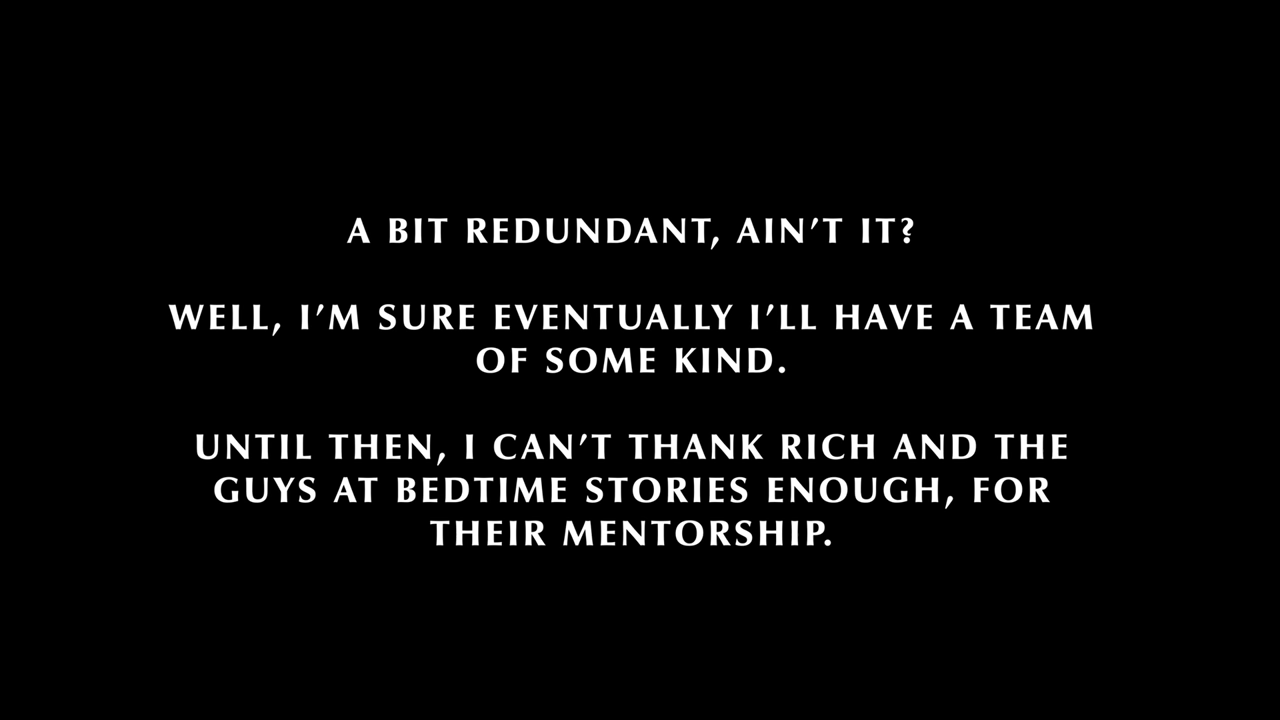 A BIT REDUNDANT, AIN’T IT?
WELL, I’M SURE EVENTUALLY I’LL HAVE A TEAM
OF SOME KIND.
UNTIL THEN, I CAN’T THANK RICH AND THE
GUYS AT BEDTIME STORIES ENOUGH, FOR
THEIR MENTORSHIP.